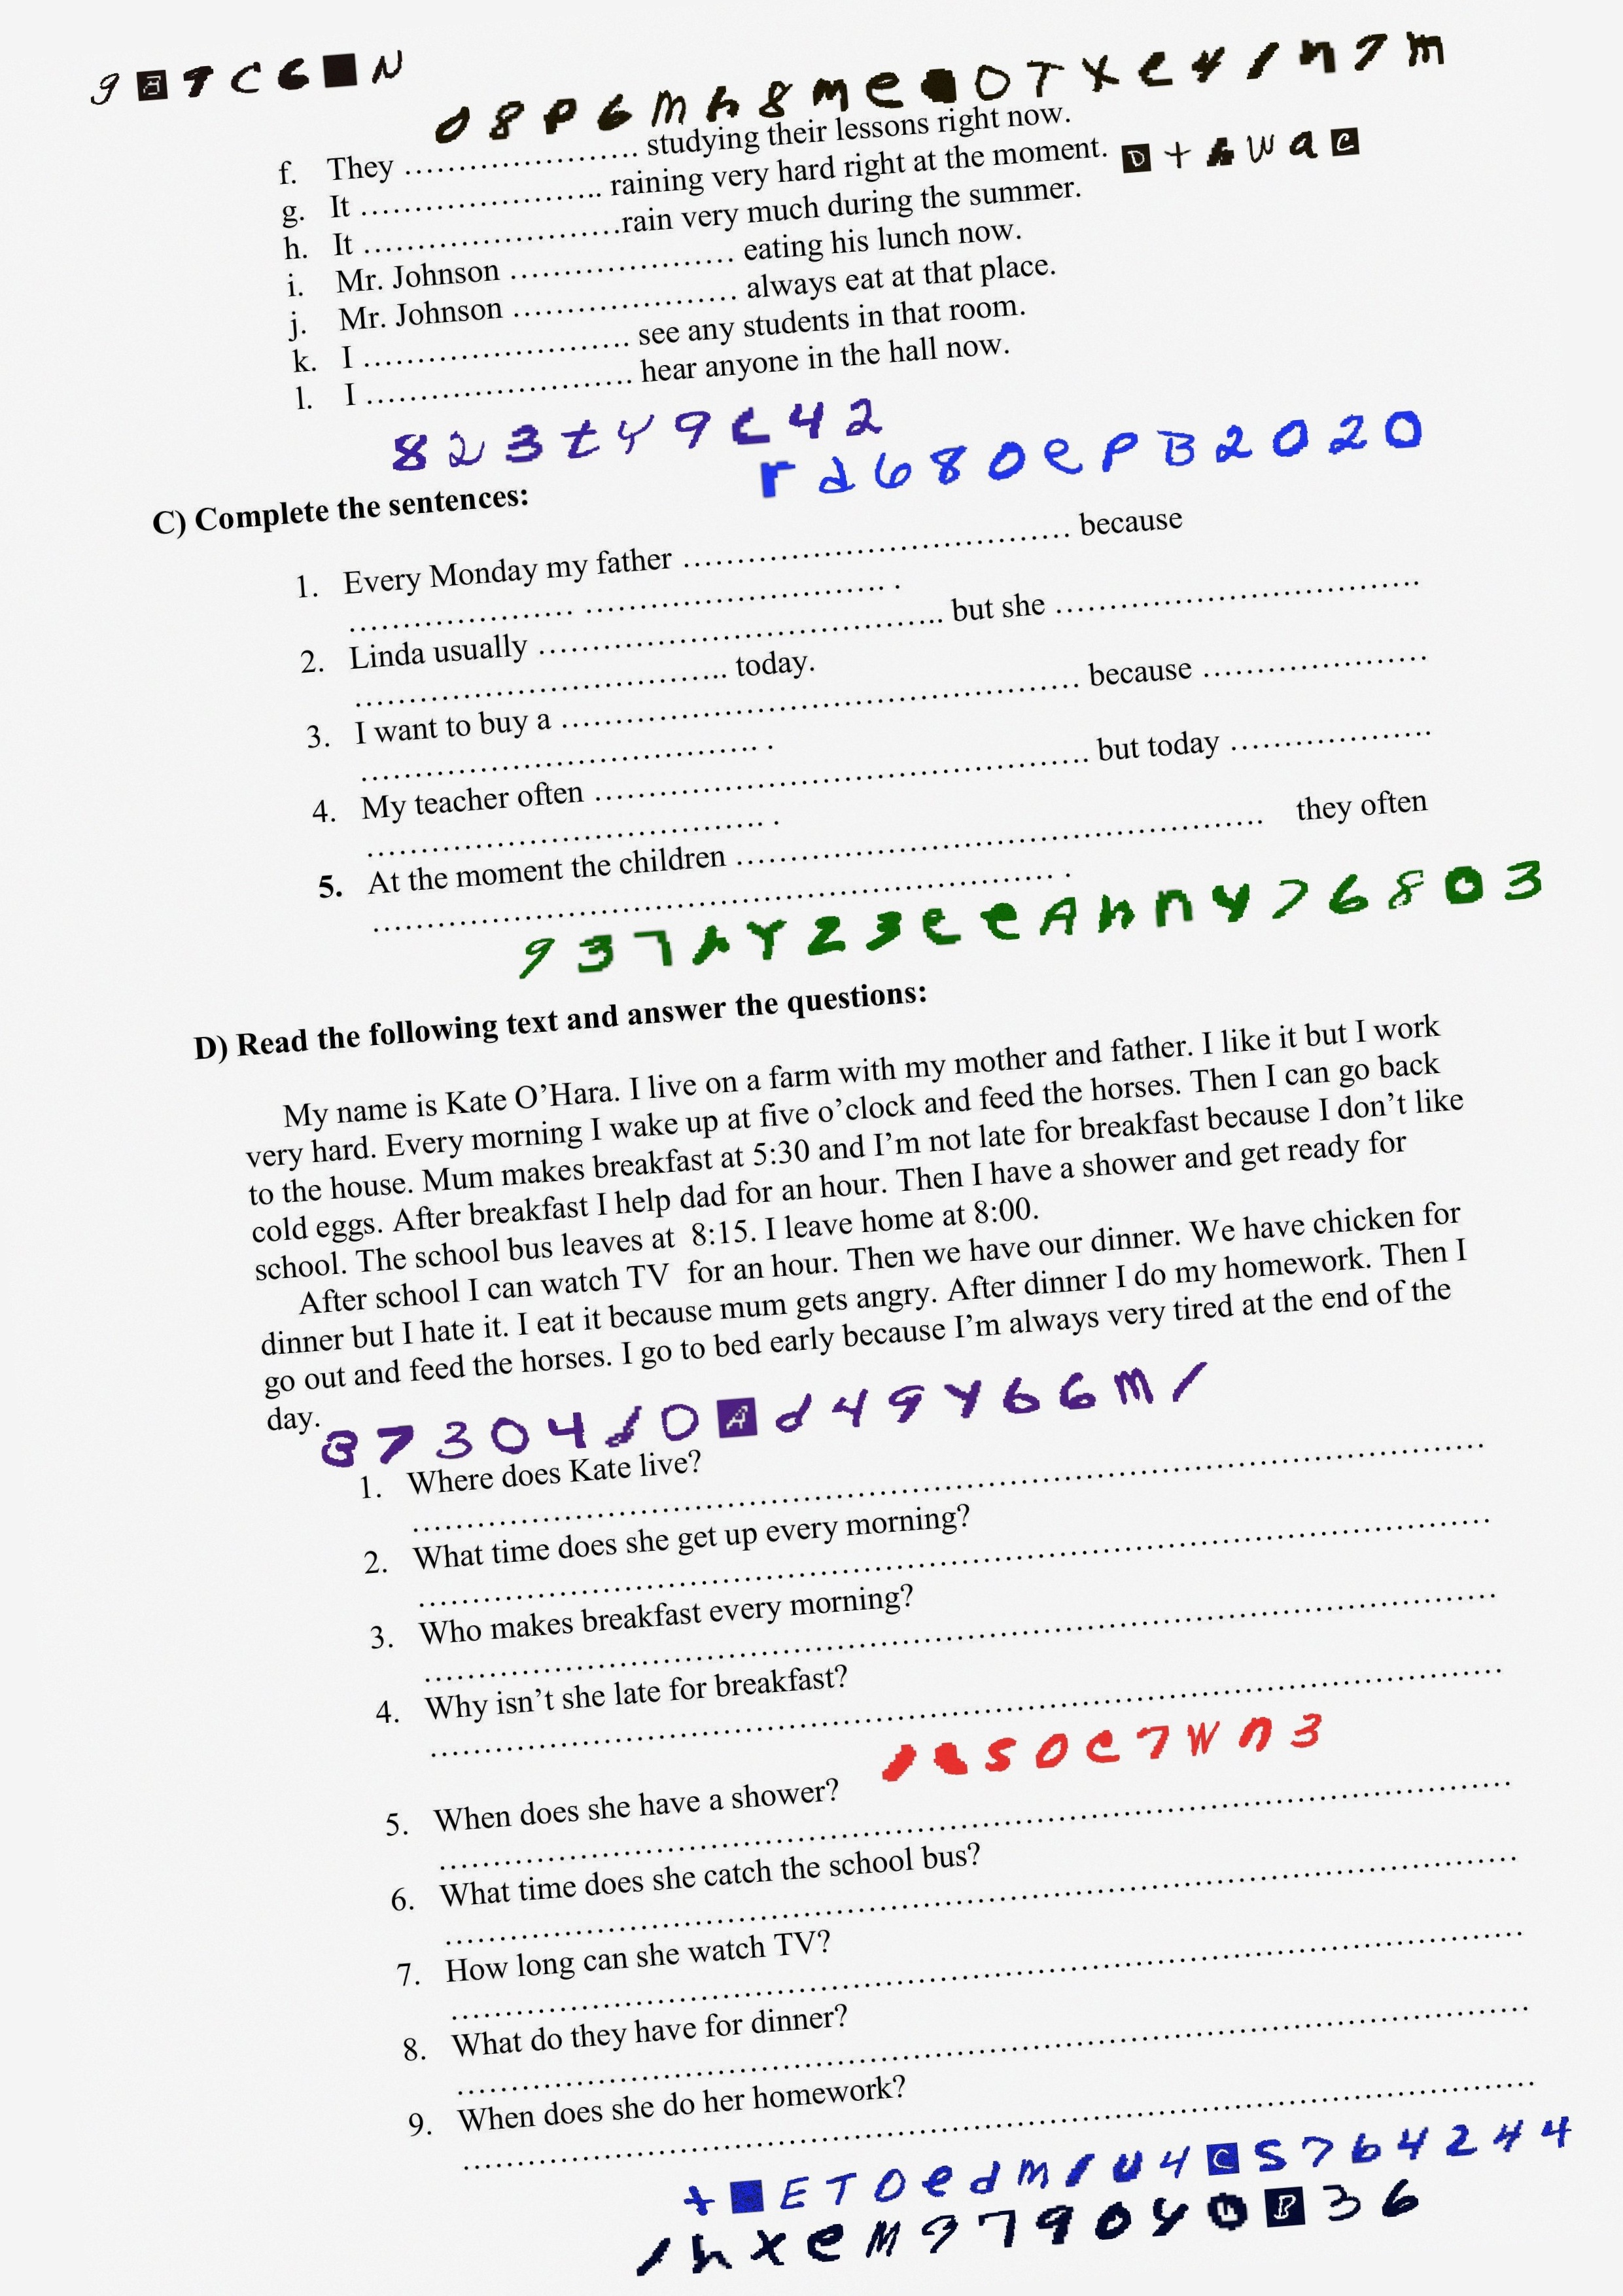 f. They ........................ studying their lessons right now.
g. It ........................ raining very hard right at the moment.
h. It ........................rain very much during the summer.
i. Mr. Johnson ..................... eating his lunch now.
j. Mr. Johnson ..................... always eat at that place.
k. I ........................ see any students in that room.
l. I ........................ hear anyone in the hall now.
8 2 3 t y 9 c 4 2
r d 6 8 0 e P B 2 0 2 0
C) Complete the sentences:
1. Every Monday my father .................................... because
..................... ............................ .
2. Linda usually ...................................... but she ..................................
................................... today.
3. I want to buy a ................................................ because .....................
..................................... .
4. My teacher often .............................................. but today ...................
..................................... .
5. At the moment the children ................................................. they often
............................................................... .
D) Read the following text and answer the questions:
My name is Kate O’Hara. I live on a farm with my mother and father. I like it but I work
very hard. Every morning I wake up at five o’clock and feed the horses. Then I can go back
to the house. Mum makes breakfast at 5:30 and I’m not late for breakfast because I don’t like
cold eggs. After breakfast I help dad for an hour. Then I have a shower and get ready for
school. The school bus leaves at 8:15. I leave home at 8:00.
After school I can watch TV for an hour. Then we have our dinner. We have chicken for
dinner but I hate it. I eat it because mum gets angry. After dinner I do my homework. Then I
go out and feed the horses. I go to bed early because I’m always very tired at the end of the
day.
1. Where does Kate live?
....................................................................................................
2. What time does she get up every morning?
....................................................................................................
3. Who makes breakfast every morning?
....................................................................................................
4. Why isn’t she late for breakfast?
....................................................................................................
5. When does she have a shower?
....................................................................................................
6. What time does she catch the school bus?
....................................................................................................
7. How long can she watch TV?
....................................................................................................
8. What do they have for dinner?
....................................................................................................
9. When does she do her homework?
....................................................................................................